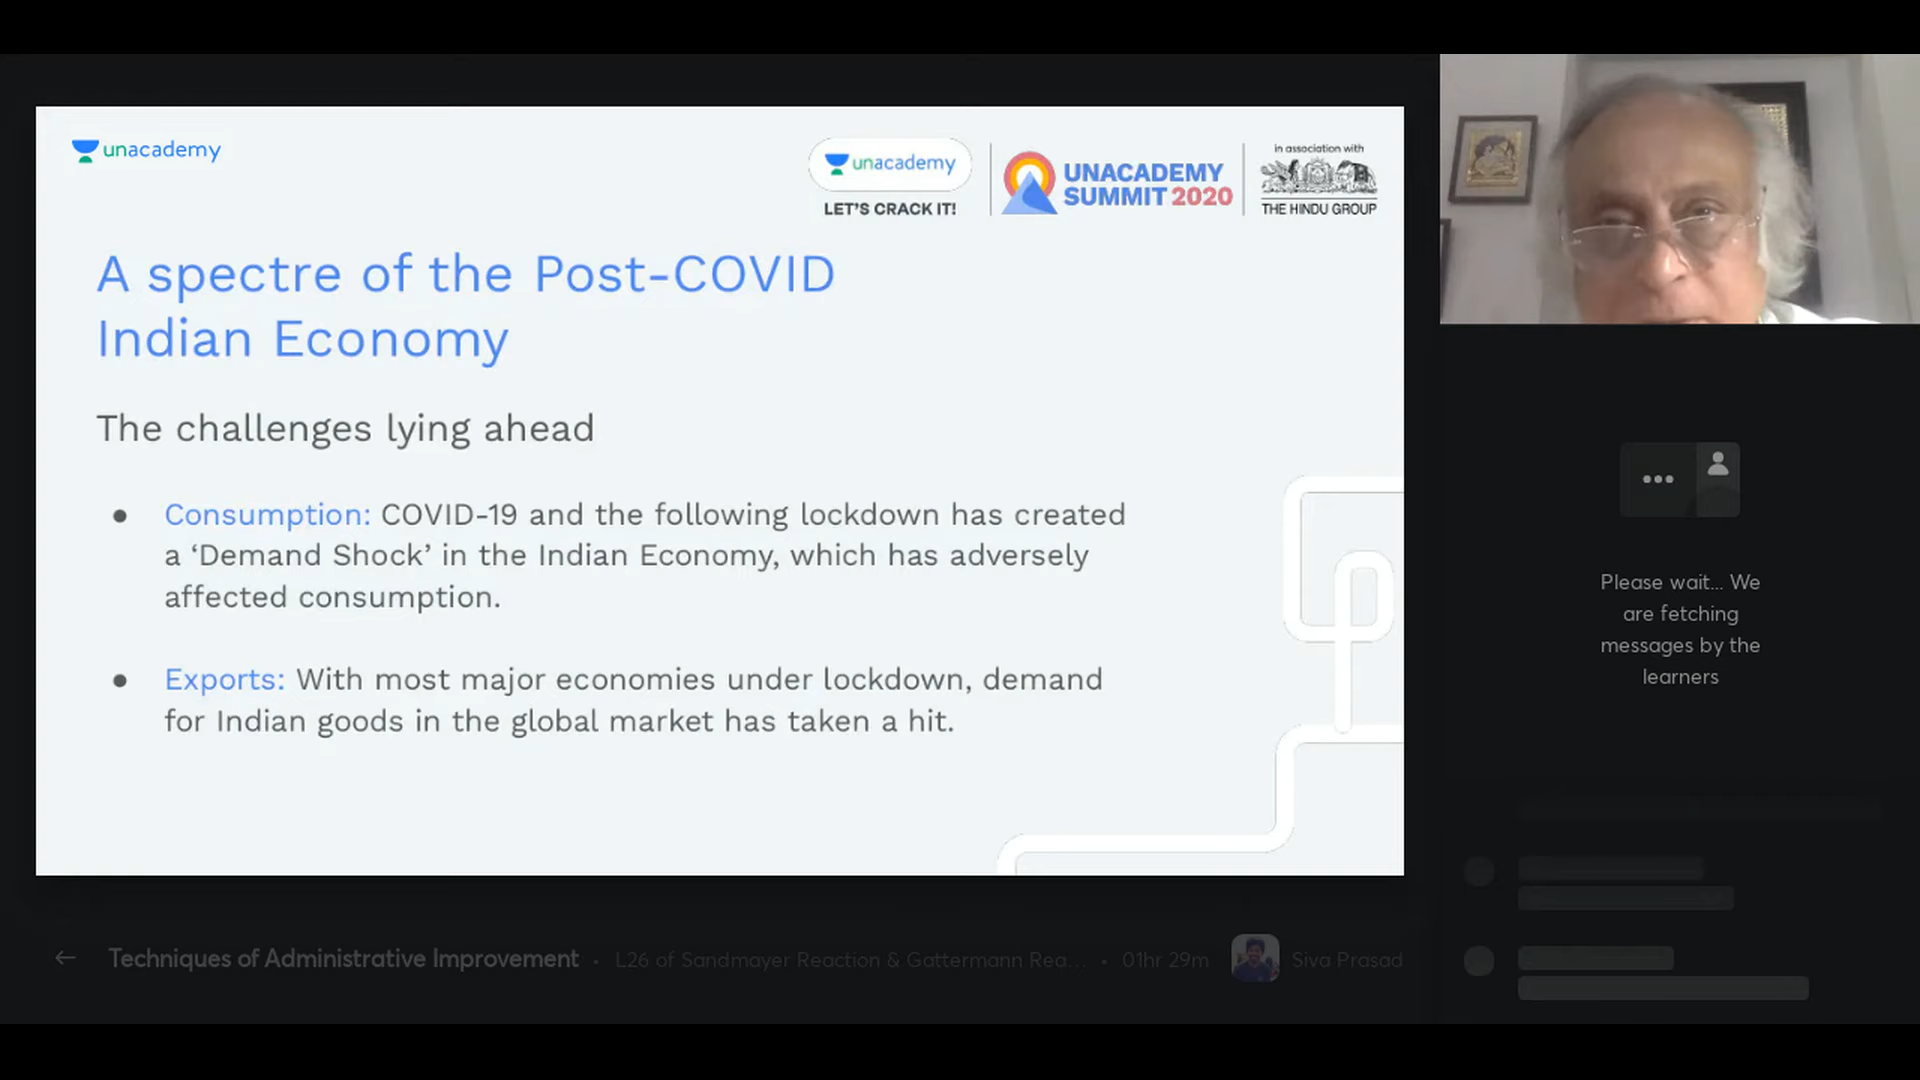 unacademy
unacademy
LET'S CRACK IT!
UNACADEMY
SUMMIT 2020
in association with
THE HINDU GROUP
A spectre of the Post-COVID
Indian Economy
The challenges lying ahead
● Consumption: COVID-19 and the following lockdown has created
a ‘Demand Shock’ in the Indian Economy, which has adversely
affected consumption.
● Exports: With most major economies under lockdown, demand
for Indian goods in the global market has taken a hit.
Please wait... We
are fetching
messages by the
learners
Techniques of Administrative Improvement • L26 of Sandmayer Reaction & Gattermann Rea... • 01hr 29m Siva Prasad